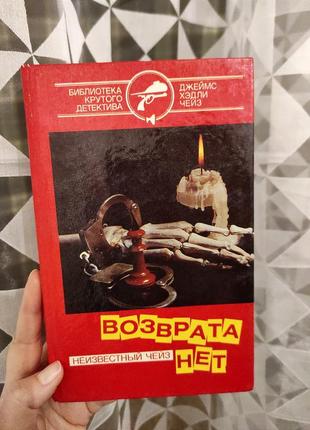 БИБЛИОТЕКА
КРУТОГО
ДЕТЕКТИВА
ДЖЕЙМС
ХЭДЛИ
ЧЕЙЗ
ВОЗВРАТА
НЕИЗВЕСТНЫЙ ЧЕЙЗ
НЕТ